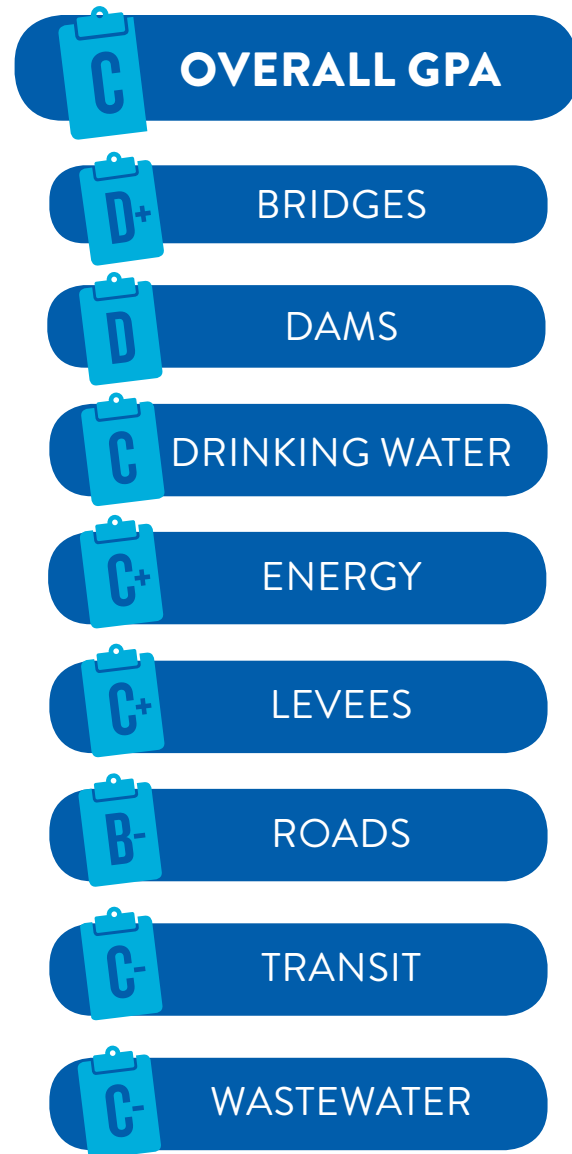 C OVERALL GPA
D+ BRIDGES
D DAMS
C DRINKING WATER
C+ ENERGY
C+ LEVEES
B- ROADS
C- TRANSIT
C- WASTEWATER